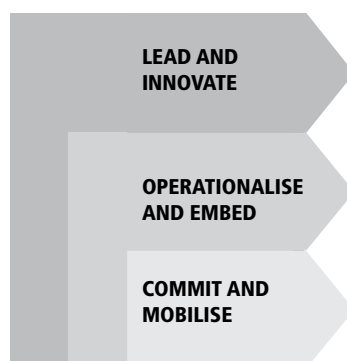 LEAD AND
INNOVATE
OPERATIONALISE
AND EMBED
COMMIT AND
MOBILISE